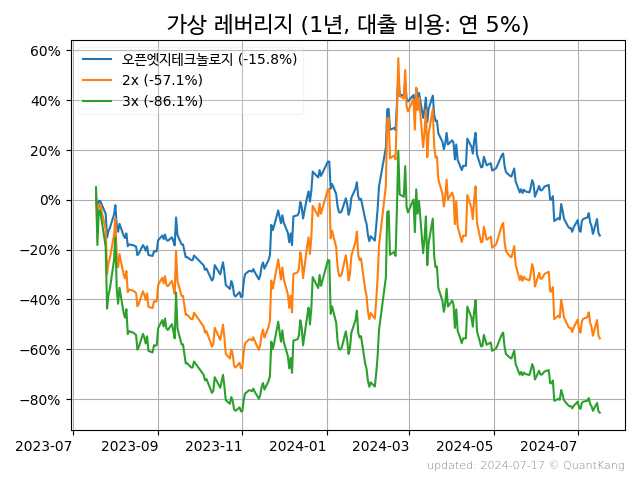 가상 레버리지 (1년, 대출 비용: 연 5%)
60%
40%
20%
0%
−20%
−40%
−60%
−80%
오픈엣지테크놀로지 (-15.8%)
2x (-57.1%)
3x (-86.1%)
2023-07 2023-09 2023-11 2024-01 2024-03 2024-05 2024-07
updated: 2024-07-17 © QuantKang